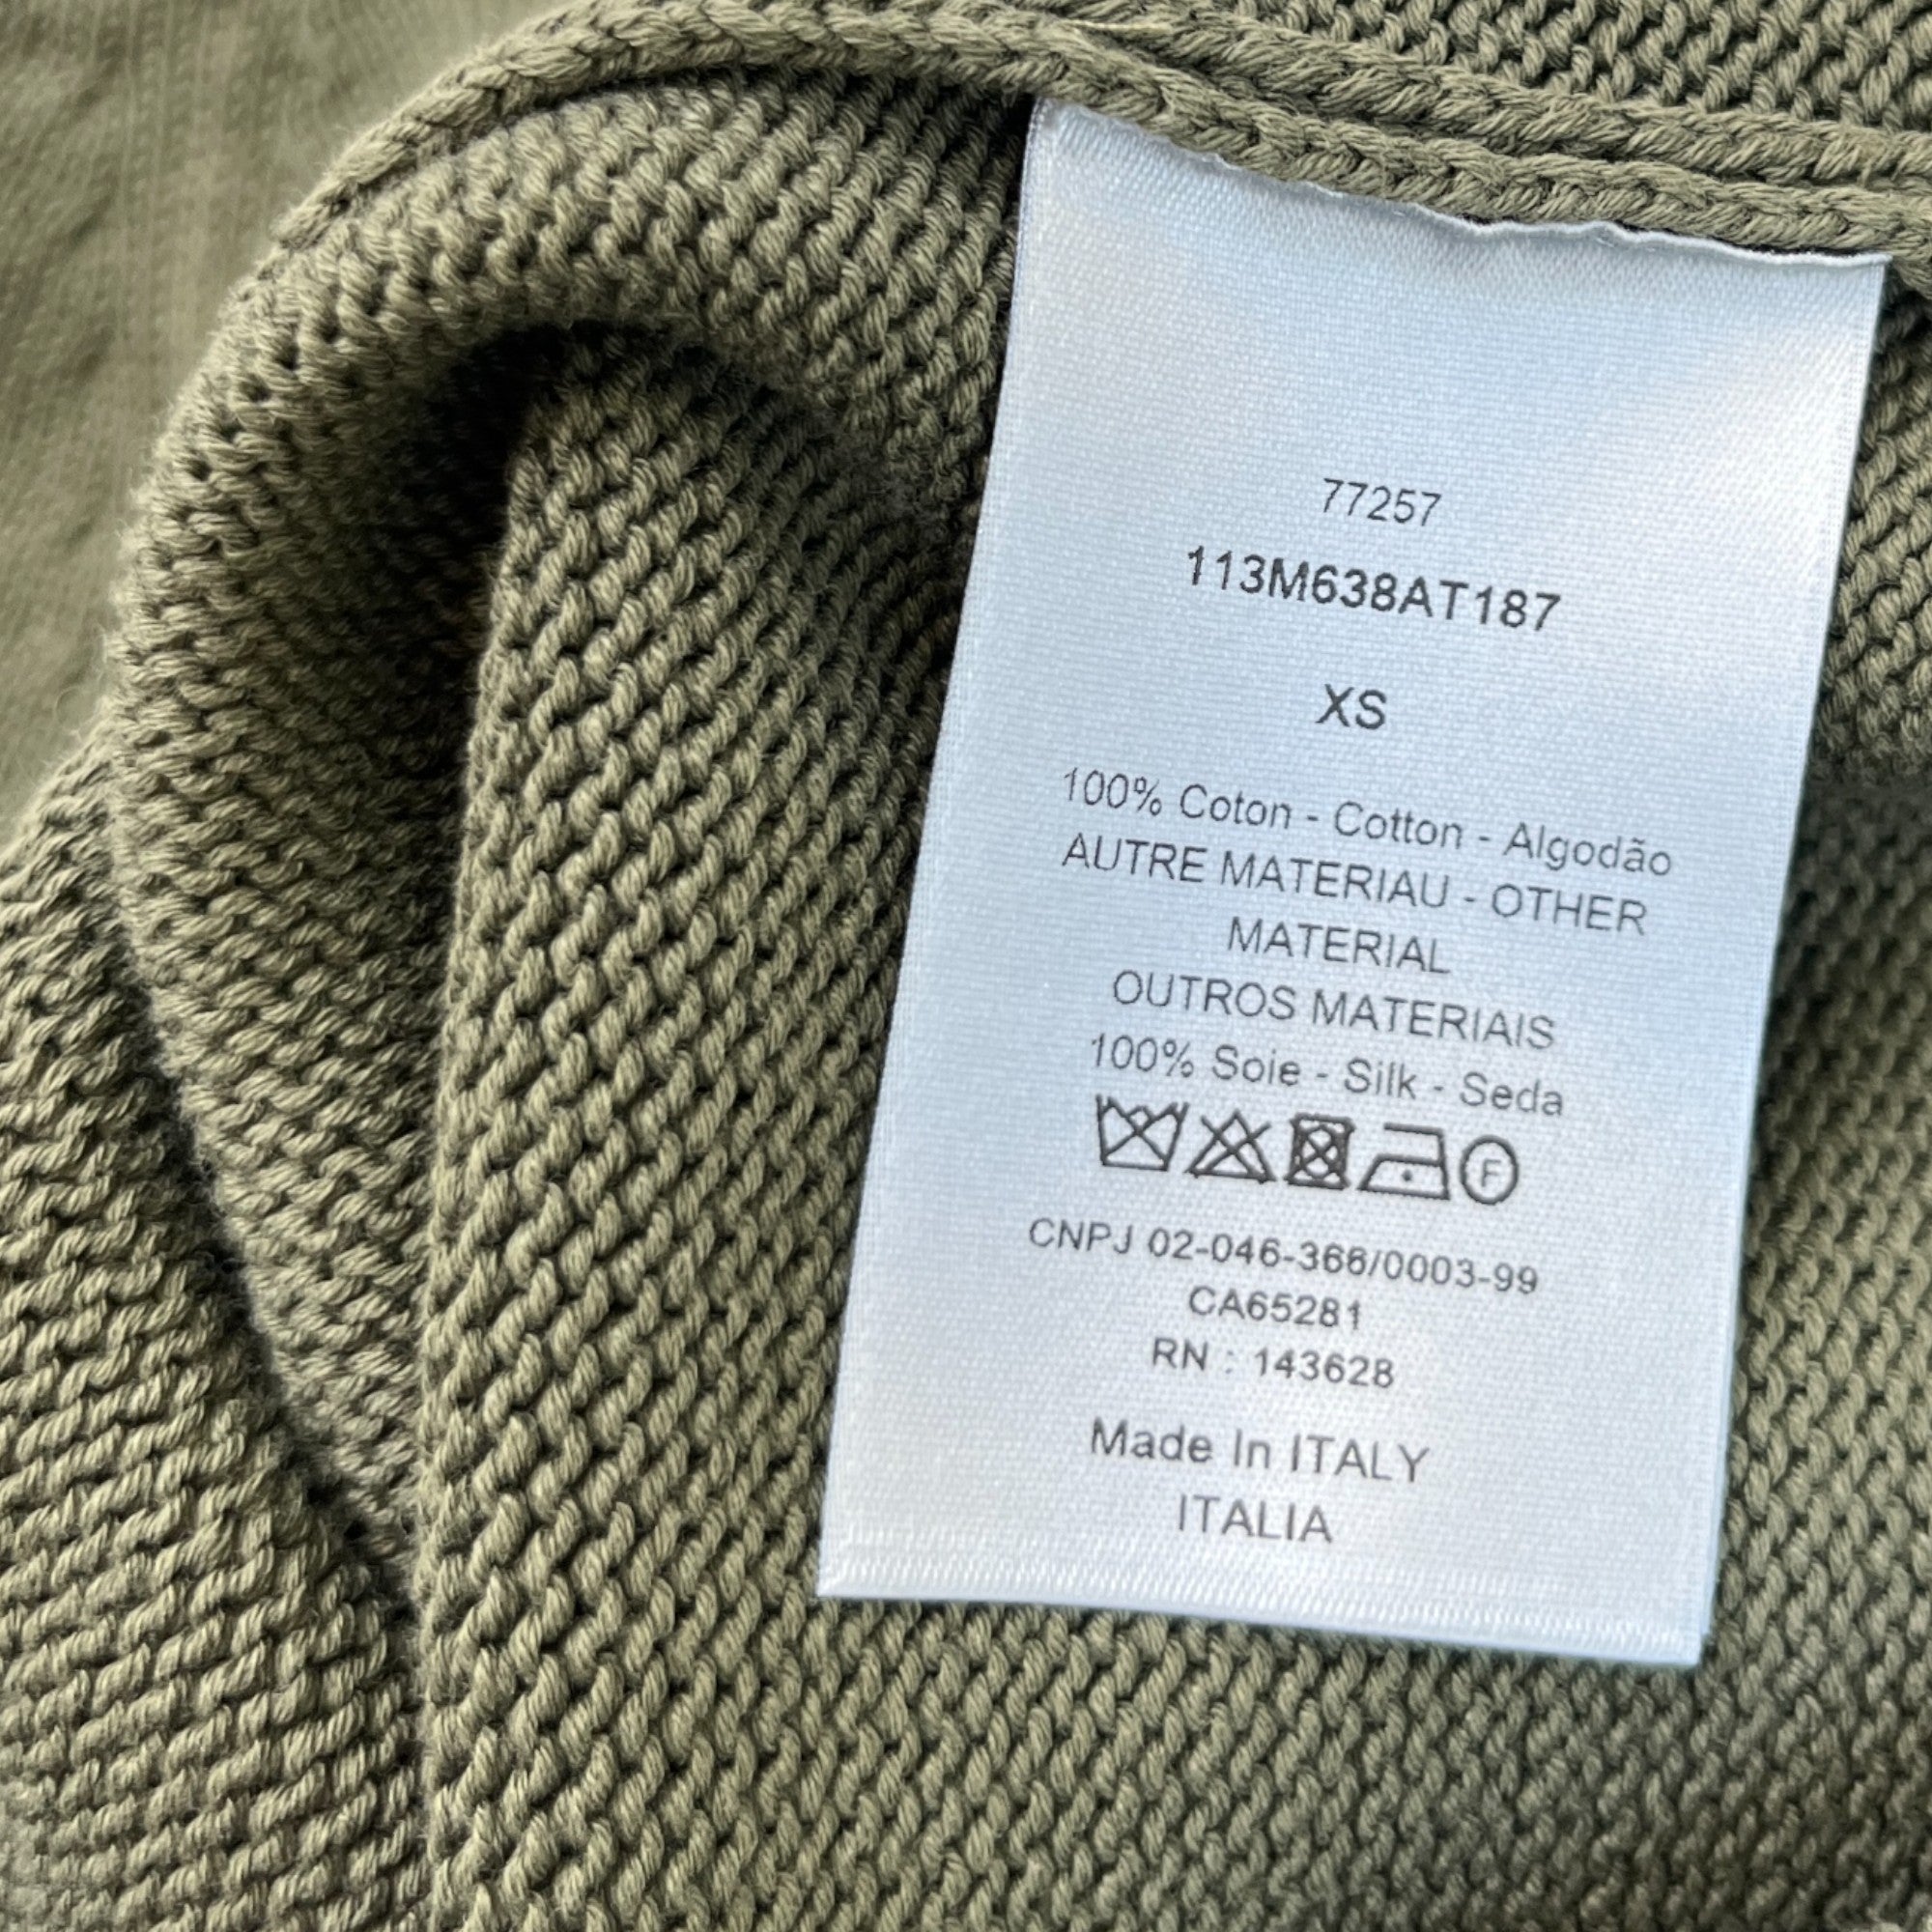 77257
113M638AT187
XS
100% Coton - Cotton - Algodão
AUTRE MATERIAU - OTHER
MATERIAL
OUTROS MATERIAIS
100% Soie - Silk - Seda
F
CNPJ 02-046-366/0003-99
CA65281
RN : 143628
Made In ITALY
ITALIA